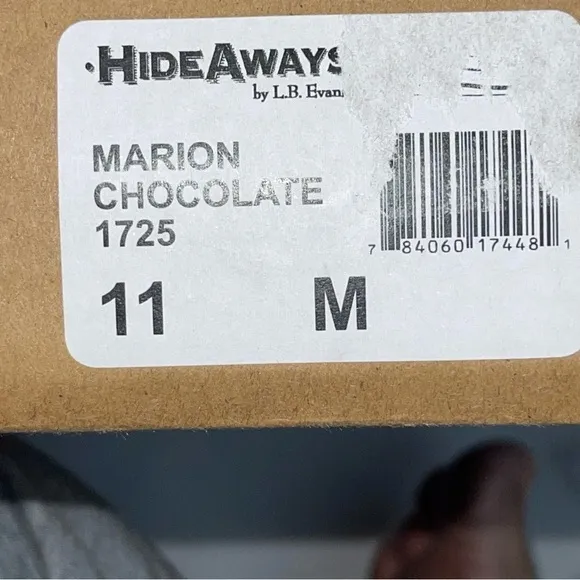 ·HIDEAWAYS
by L.B. Evan
MARION
CHOCOLATE
1725
7 84060 17448 1
11 M